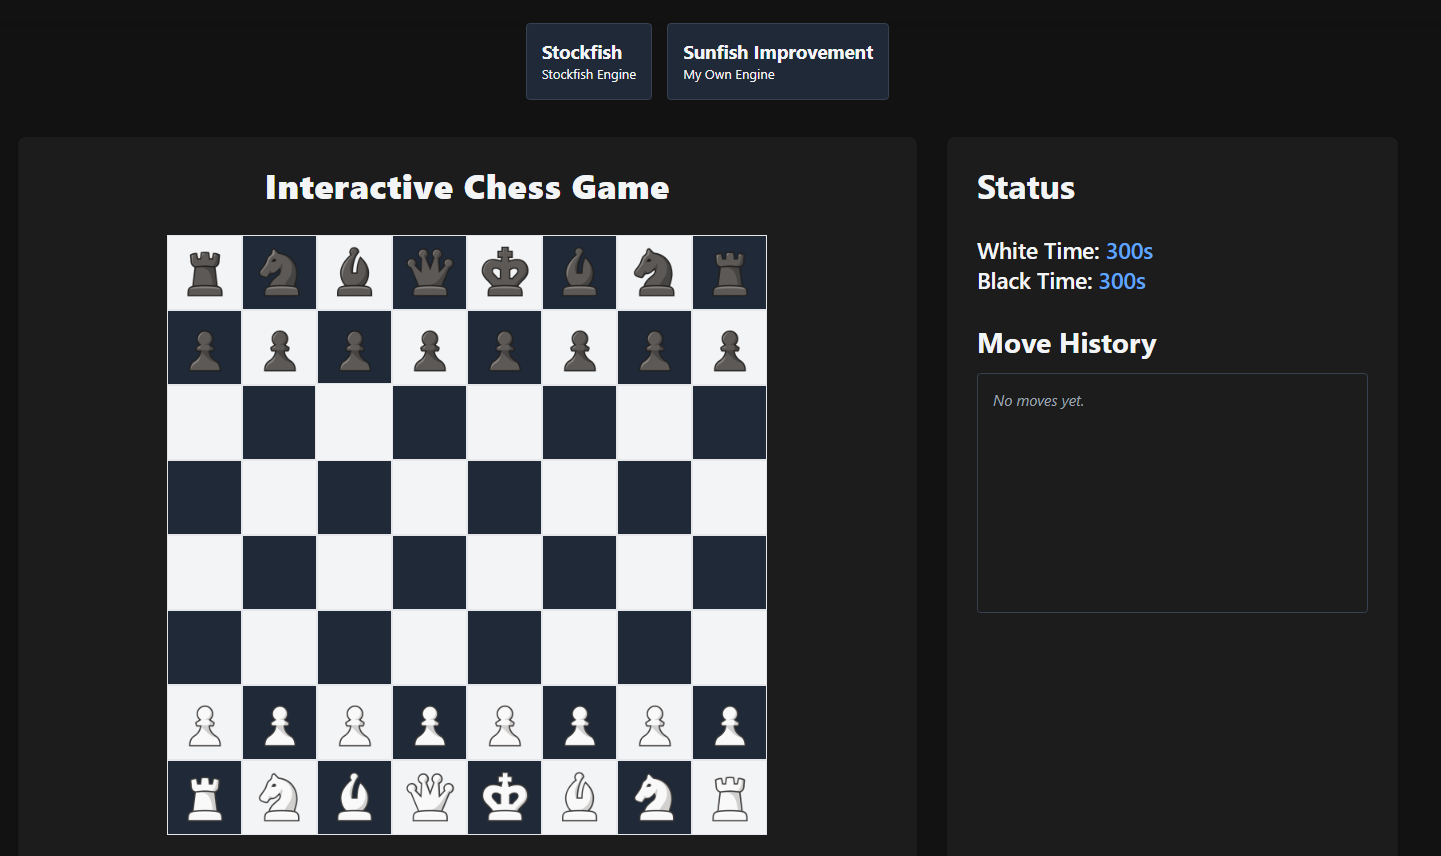 Stockfish
Stockfish Engine
Sunfish Improvement
My Own Engine
Interactive Chess Game
Status
White Time: 300s
Black Time: 300s
Move History
No moves yet.